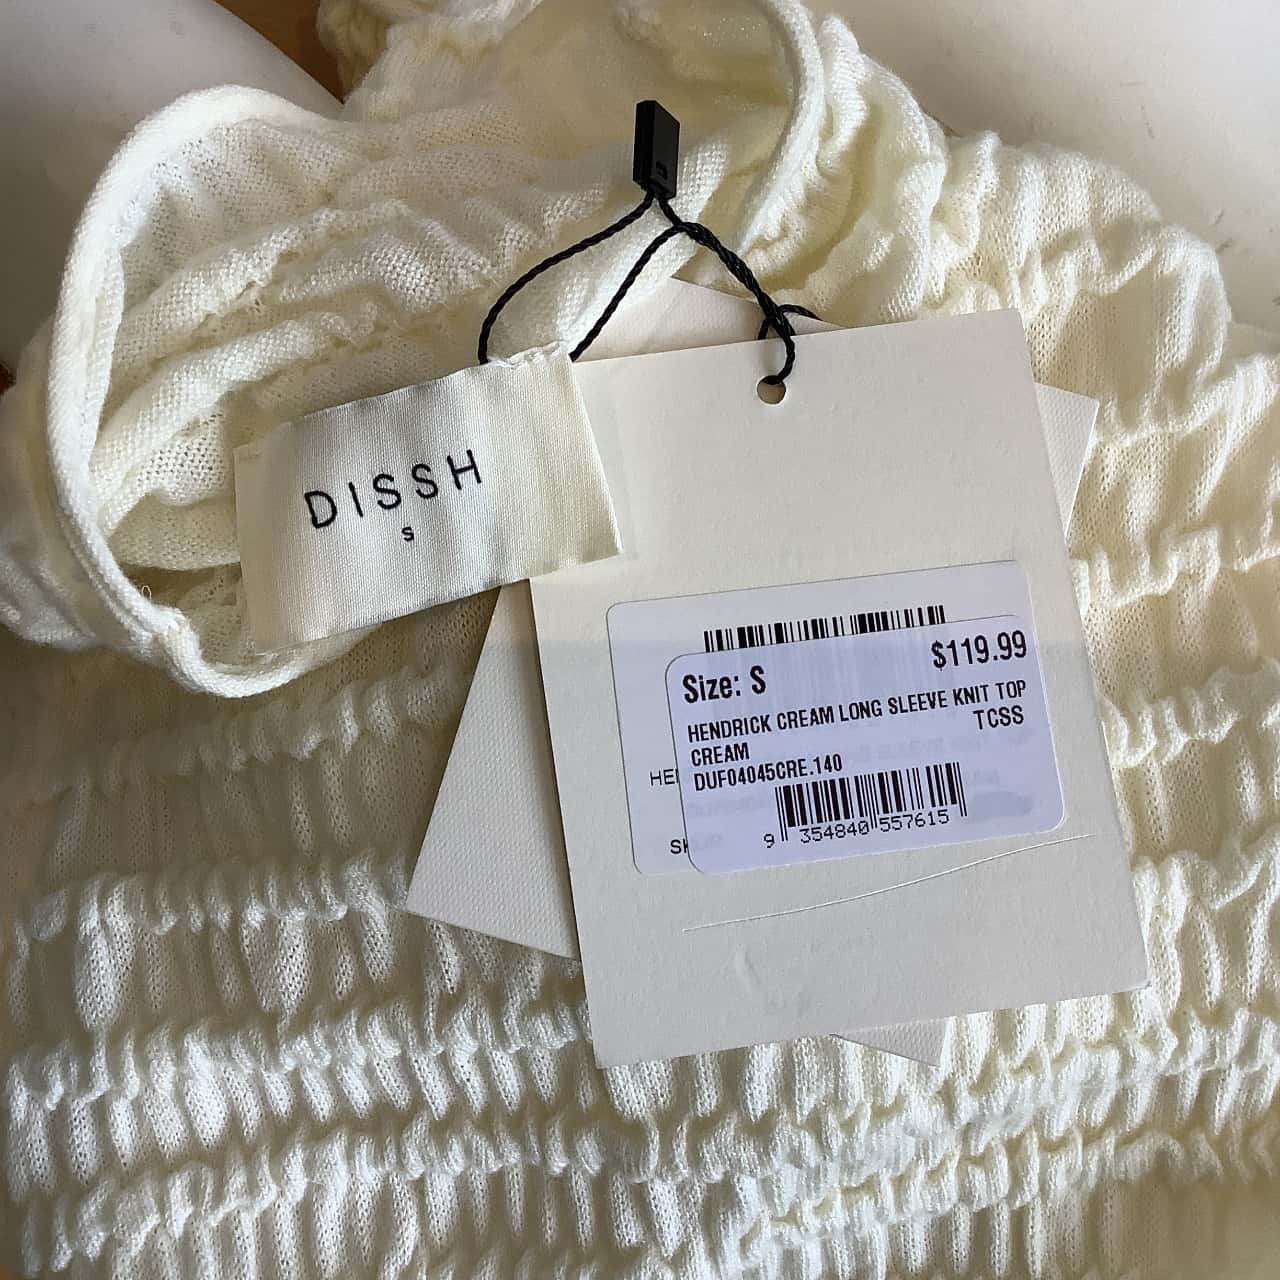 DISSH
S
Size: S
$119.99
HENDRICK CREAM LONG SLEEVE KNIT TOP
TCSS
CREAM
DUF04045CRE.140
9 354840 557615